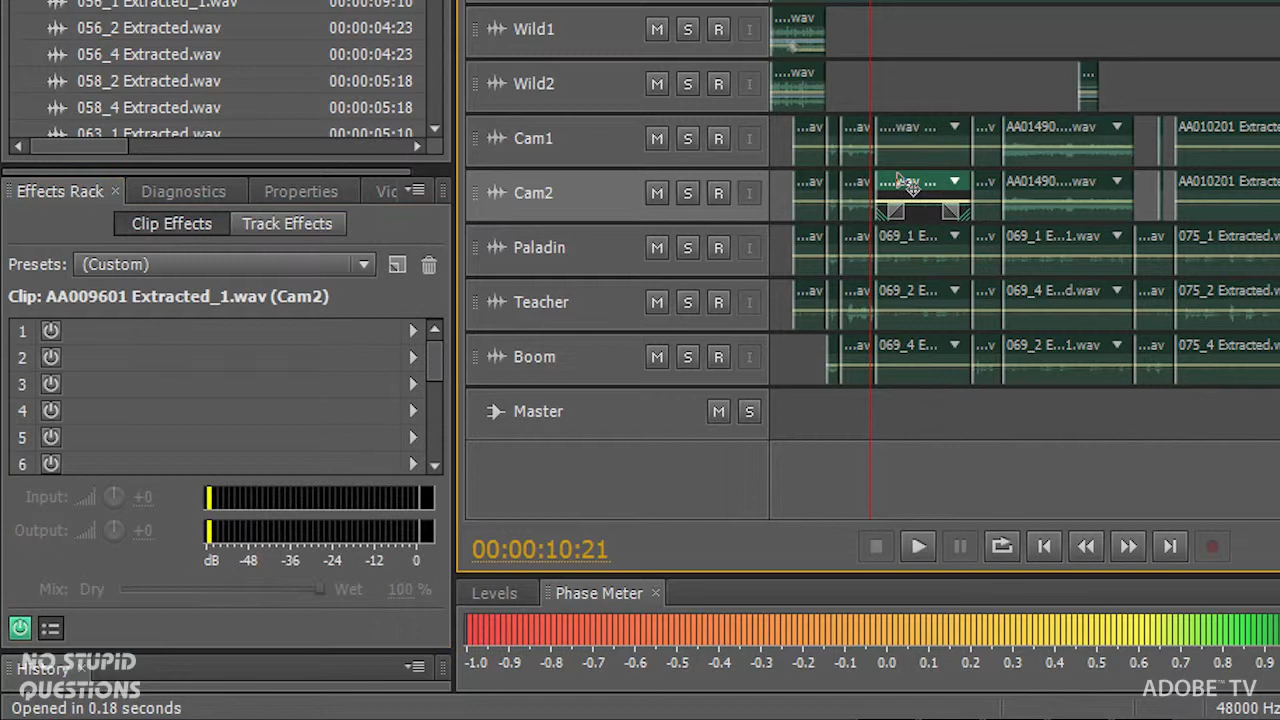 056_1 Extracted_1.wav 00:00:09:10
056_2 Extracted.wav 00:00:04:23
056_4 Extracted.wav 00:00:04:23
058_2 Extracted.wav 00:00:05:18
058_4 Extracted.wav 00:00:05:18
063_1 Extracted.wav 00:00:05:10
Effects Rack × Diagnostics Properties Vic
Clip Effects Track Effects
Presets: (Custom)
Clip: AA009601 Extracted_1.wav (Cam2)
1
2
3
4
5
6
Input: +0
Output: +0
dB -48 -36 -24 -12 0
Mix: Dry Wet 100 %
History
NO STUPID
QUESTIONS
Opened in 0.18 seconds
Wild1 M S R I ....wav
Wild2 M S R I ....wav ...
Cam1 M S R I ...av ...av ....wav ... ...v AA01490....wav AA010201 Extracte
Cam2 M S R I ...av ...av ....wav ... ...v AA01490....wav AA010201 Extracte
Paladin M S R I ...av ...av 069_1 E... ...v 069_1 E...1.wav ...av 075_1 Extracted.w
Teacher M S R I ...av ...av 069_2 E... ...v 069_4 E...d.wav ...av 075_2 Extracted.w
Boom M S R I ...av 069_4 E... ...v 069_2 E...1.wav ...av 075_4 Extracted.w
Master M S
00:00:10:21
Levels Phase Meter ×
-1.0 -0.9 -0.8 -0.7 -0.6 -0.5 -0.4 -0.3 -0.2 -0.1 0.0 0.1 0.2 0.3 0.4 0.5 0.6 0.7 0.8 0.9
ADOBE™ TV
48000 Hz